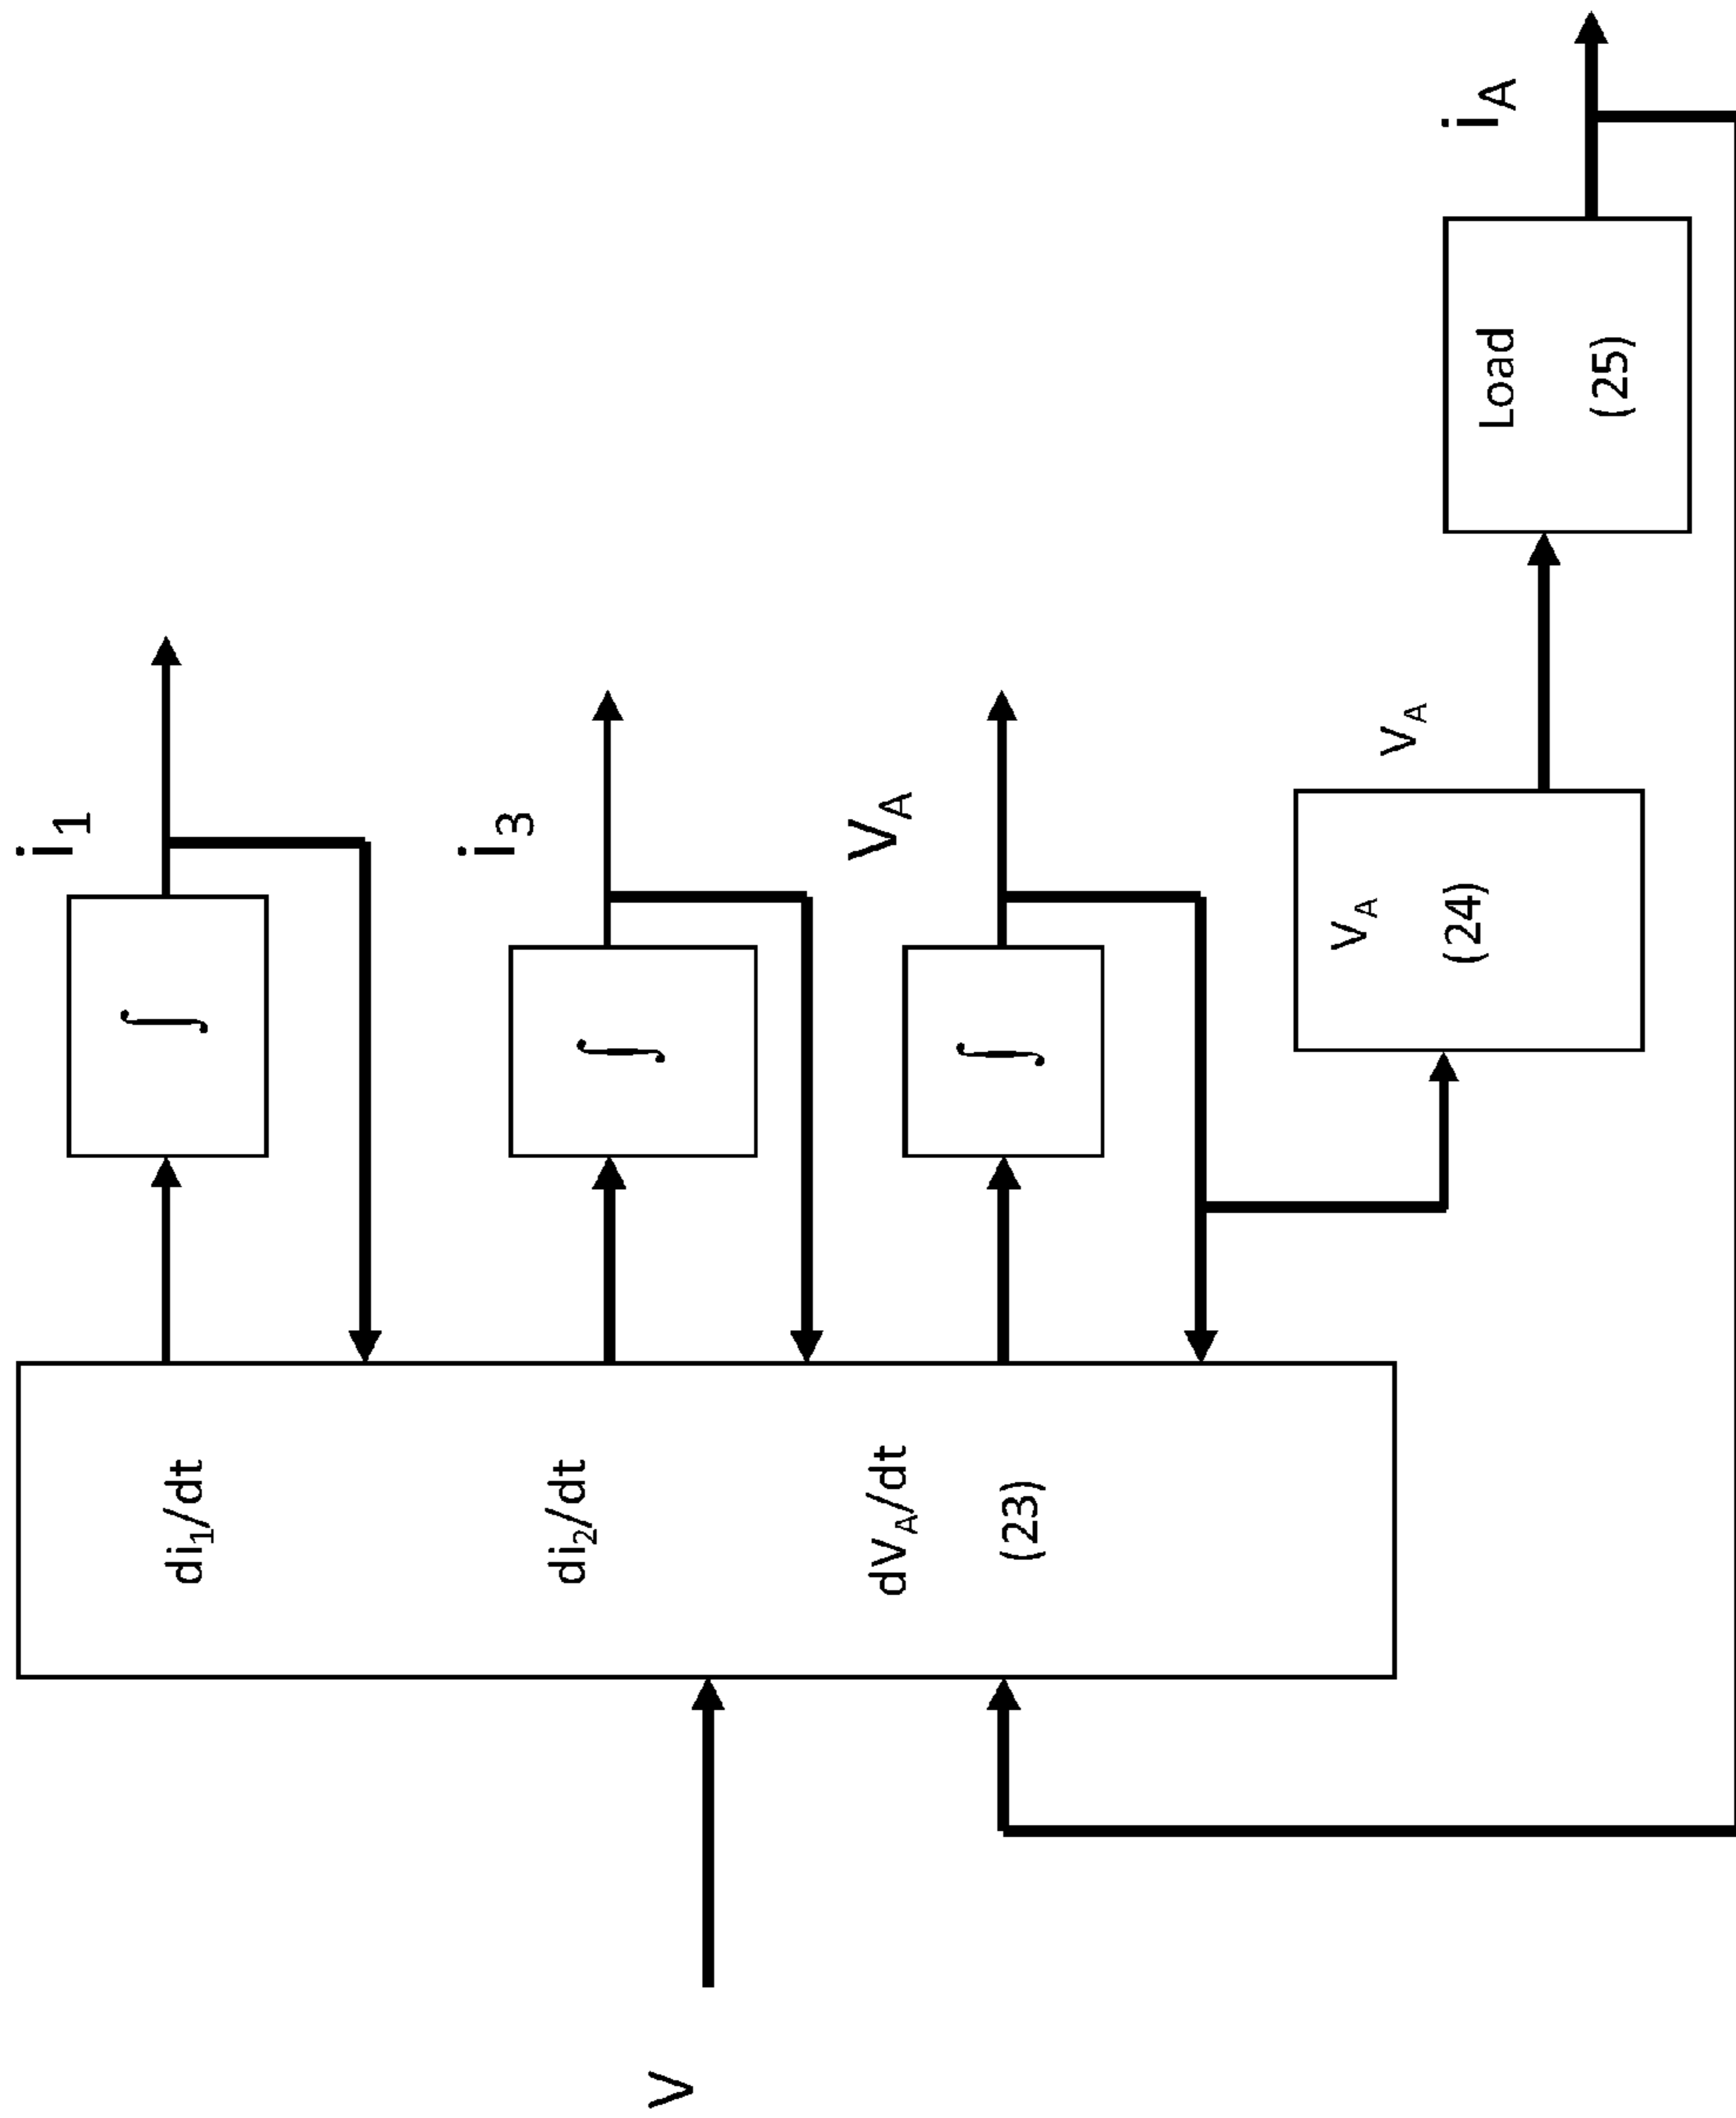 i1
∫
i3
∫
VA
∫
di1/dt
di2/dt
dVA/dt
(23)
V
VA
(24)
VA
Load
(25)
iA